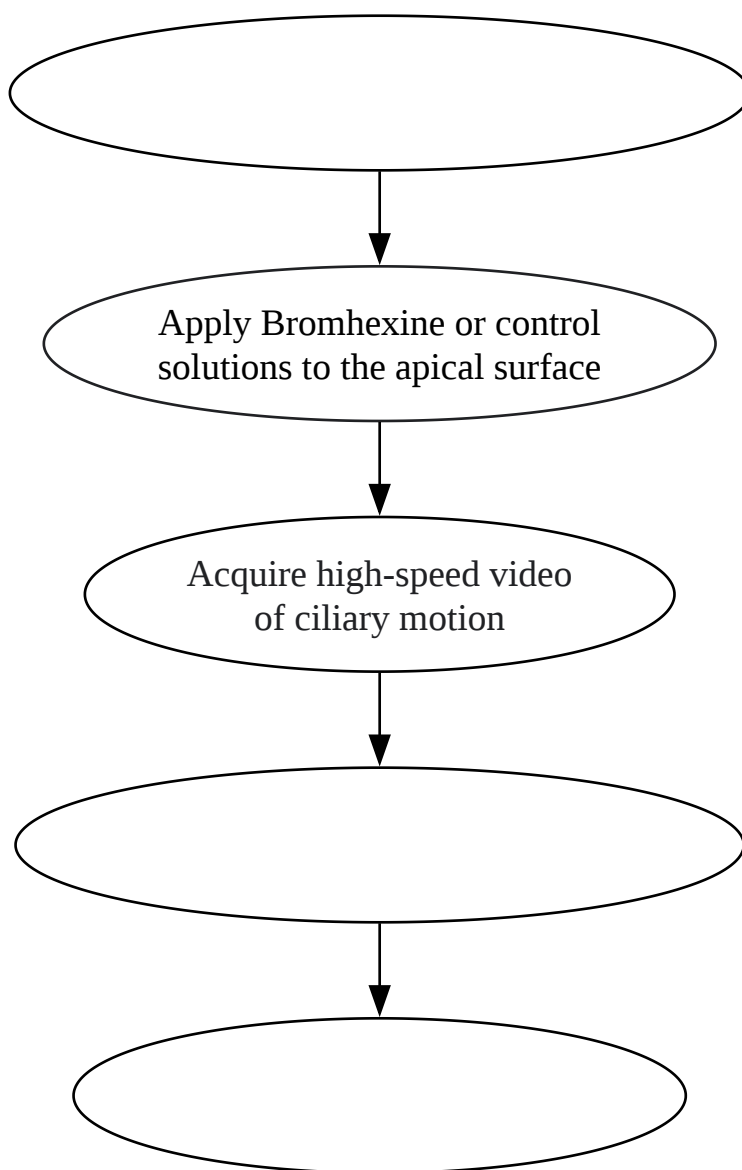 Apply Bromhexine or control
solutions to the apical surface
Acquire high-speed video
of ciliary motion